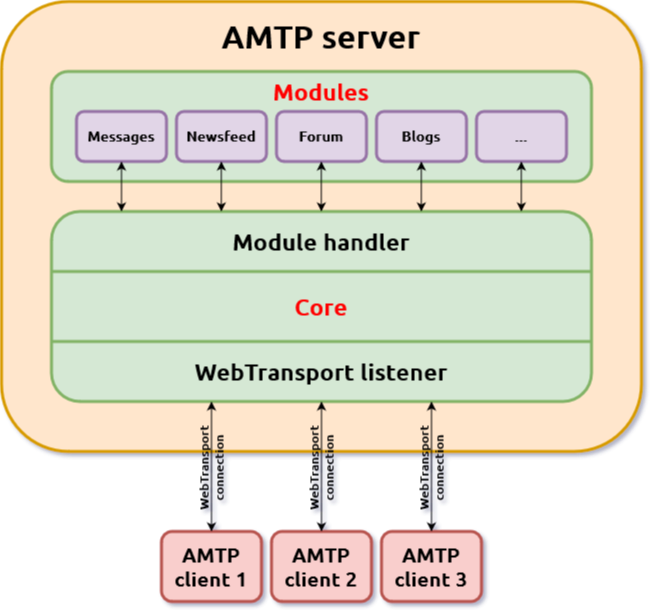 AMTP server
Modules
Messages
Newsfeed
Forum
Blogs
...
Module handler
Core
WebTransport listener
WebTransport
connection
WebTransport
connection
WebTransport
connection
AMTP
client 1
AMTP
client 2
AMTP
client 3